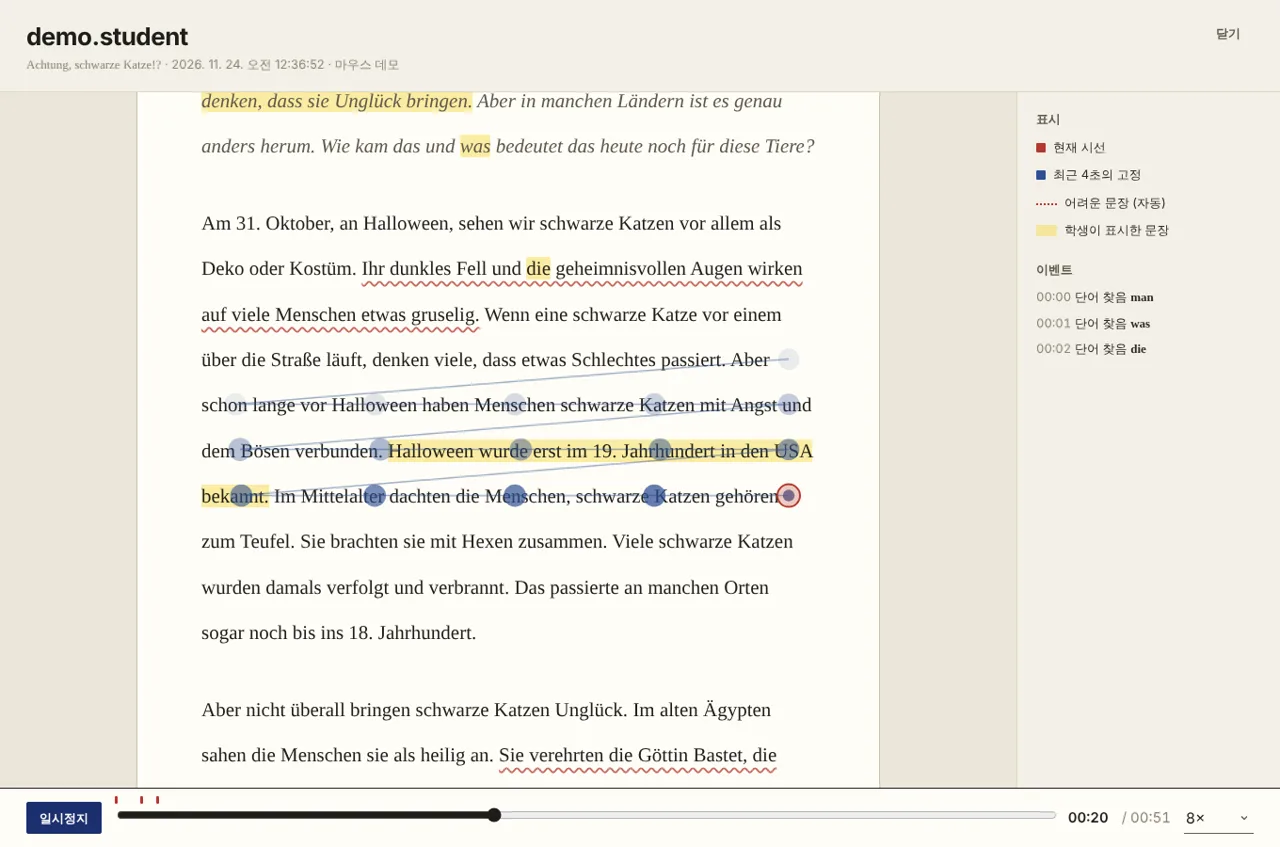 demo.student
닫기
Achtung, schwarze Katze!? · 2026. 11. 24. 오전 12:36:52 · 마우스 데모
denken, dass sie Unglück bringen. Aber in manchen Ländern ist es genau
anders herum. Wie kam das und was bedeutet das heute noch für diese Tiere?
Am 31. Oktober, an Halloween, sehen wir schwarze Katzen vor allem als
Deko oder Kostüm. Ihr dunkles Fell und die geheimnisvollen Augen wirken
auf viele Menschen etwas gruselig. Wenn eine schwarze Katze vor einem
über die Straße läuft, denken viele, dass etwas Schlechtes passiert. Aber
schon lange vor Halloween haben Menschen schwarze Katzen mit Angst und
dem Bösen verbunden. Halloween wurde erst im 19. Jahrhundert in den USA
bekannt. Im Mittelalter dachten die Menschen, schwarze Katzen gehören
zum Teufel. Sie brachten sie mit Hexen zusammen. Viele schwarze Katzen
wurden damals verfolgt und verbrannt. Das passierte an manchen Orten
sogar noch bis ins 18. Jahrhundert.
Aber nicht überall bringen schwarze Katzen Unglück. Im alten Ägypten
sahen die Menschen sie als heilig an. Sie verehrten die Göttin Bastet, die
표시
현재 시선
최근 4초의 고정
어려운 문장 (자동)
학생이 표시한 문장
이벤트
00:00 단어 찾음 man
00:01 단어 찾음 was
00:02 단어 찾음 die
일시정지
00:20 / 00:51
8×